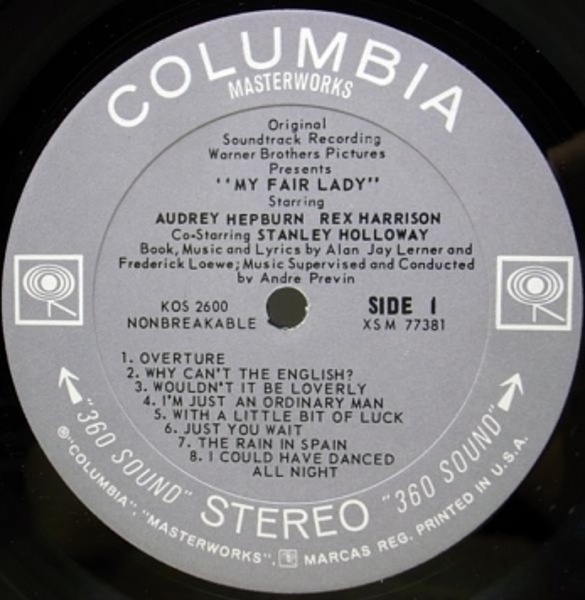 COLUMBIA
MASTERWORKS
Original
Soundtrack Recording
Warner Brothers Pictures
Presents
"MY FAIR LADY"
Starring
AUDREY HEPBURN REX HARRISON
Co-Starring STANLEY HOLLOWAY
Book, Music and Lyrics by Alan Jay Lerner and
Frederick Loewe; Music Supervised and Conducted
by Andre Previn
KOS 2600
NONBREAKABLE
SIDE 1
XSM 77381
1. OVERTURE
2. WHY CAN'T THE ENGLISH?
3. WOULDN'T IT BE LOVERLY
4. I'M JUST AN ORDINARY MAN
5. WITH A LITTLE BIT OF LUCK
6. JUST YOU WAIT
7. THE RAIN IN SPAIN
8. I COULD HAVE DANCED
ALL NIGHT
"360 SOUND" STEREO "360 SOUND"
®"COLUMBIA", "MASTERWORKS", MARCAS REG. PRINTED IN U.S.A.